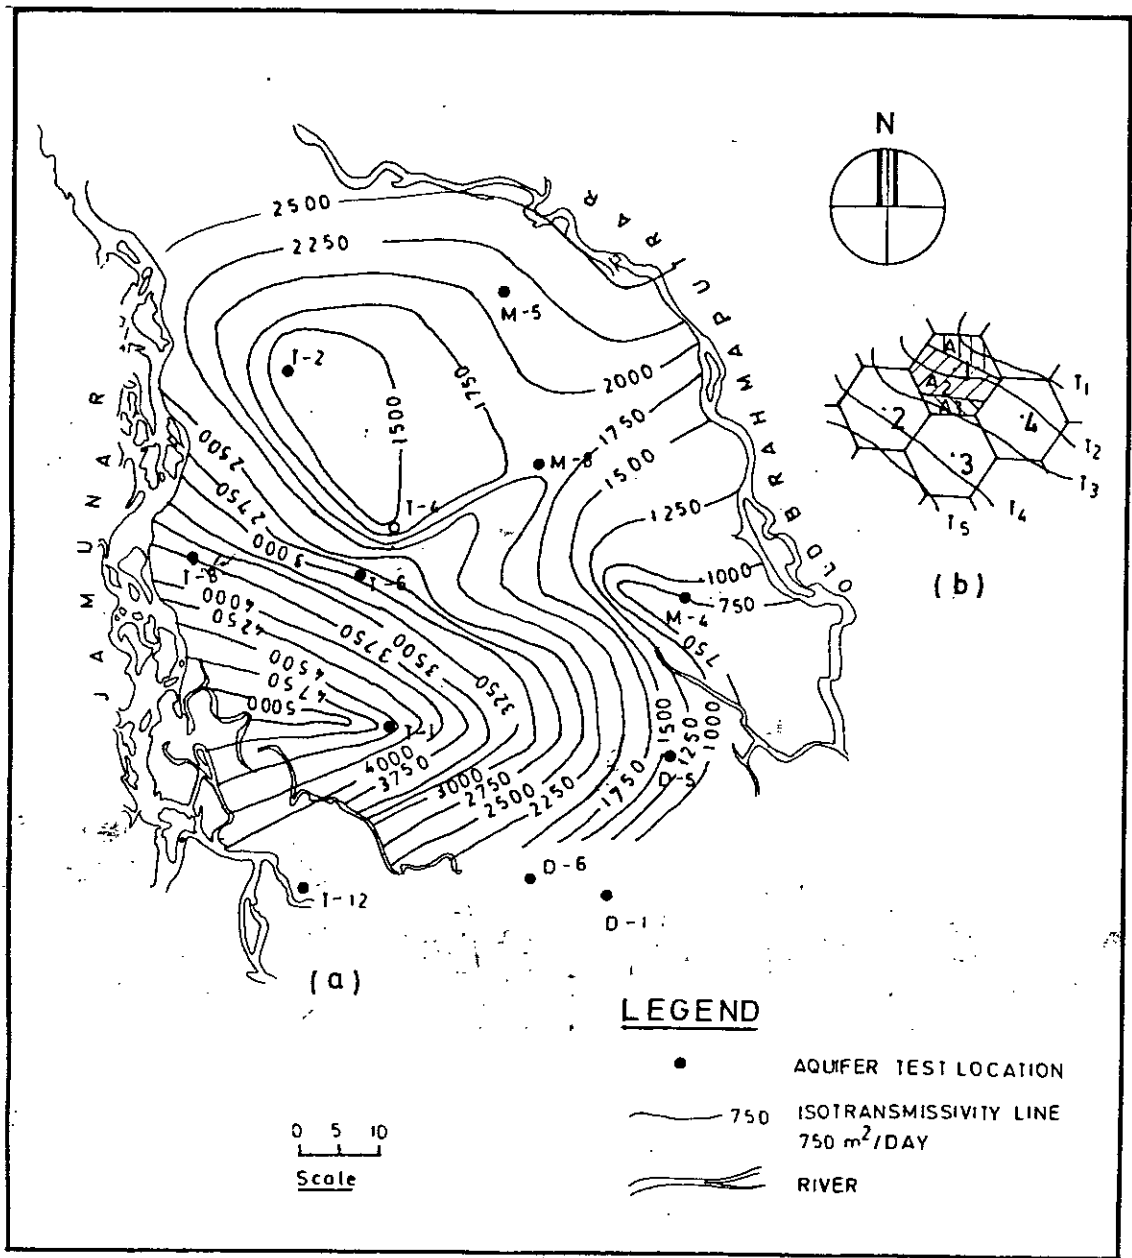 N
2500
2250
M-5
T-2
2000
1750
1750
1500
1500
M-8
T-4
1250
1000
750
M-4
750
2500
2750
3000
T-8
T-9
4000
4250
4500
4750
5000
3750
3500
3250
T-1
4000
3750
3000
2750
2500
2250
1750
1500
1250
1000
D-5
D-6
D-1
T-12
JAMUNA R
OLD BRAHMAPUTRA R
A
1
A2
A3
.2
.3
.4
T1
T2
T3
T4
T5
(b)
(a)
LEGEND
AQUIFER TEST LOCATION
750 ISOTRANSMISSIVITY LINE
750 m²/DAY
RIVER
0 5 10
Scale